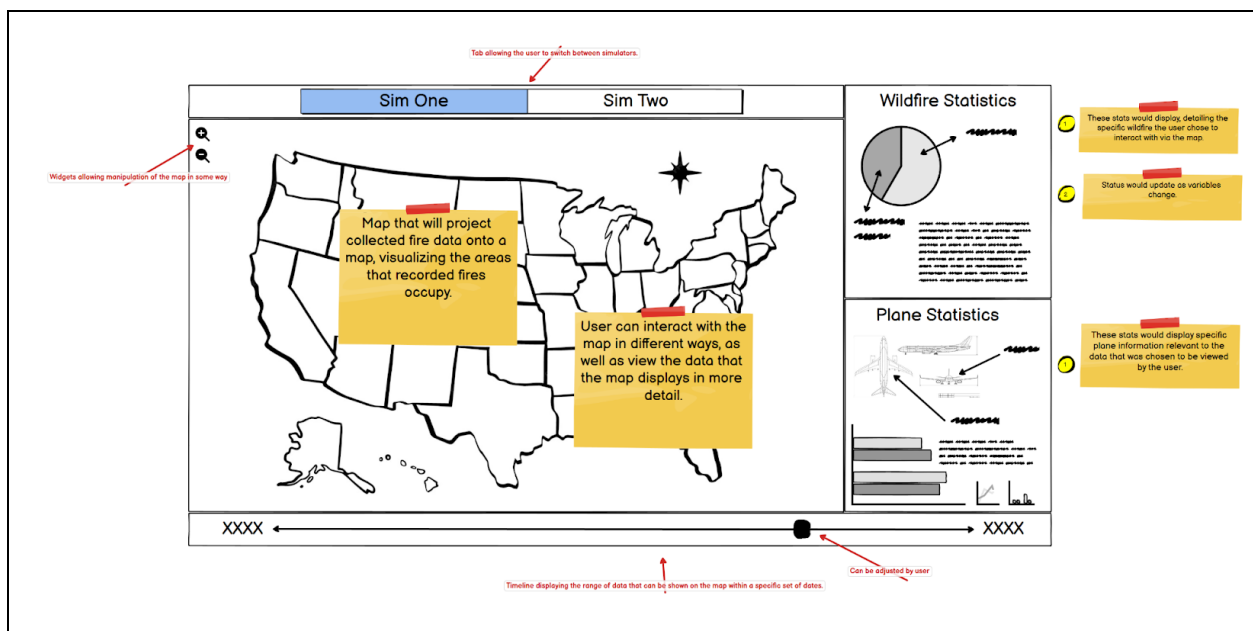 Tab allowing the user to switch between simulators.
Sim One
Sim Two
Wildfire Statistics
1
These stats would display, detailing the
specific wildfire the user chose to
interact with via the map.
Widgets allowing manipulation of the map in some way
2
Status would update as variables
change.
Map that will project
collected fire data onto a
map, visualizing the areas
that recorded fires
occupy.
User can interact with the
map in different ways, as
well as view the data that
the map displays in more
detail.
Plane Statistics
1
These stats would display specific
plane information relevant to the
data that was chosen to be viewed
by the user.
XXXX
XXXX
Can be adjusted by user
Timeline displaying the range of data that can be shown on the map within a specific set of dates.